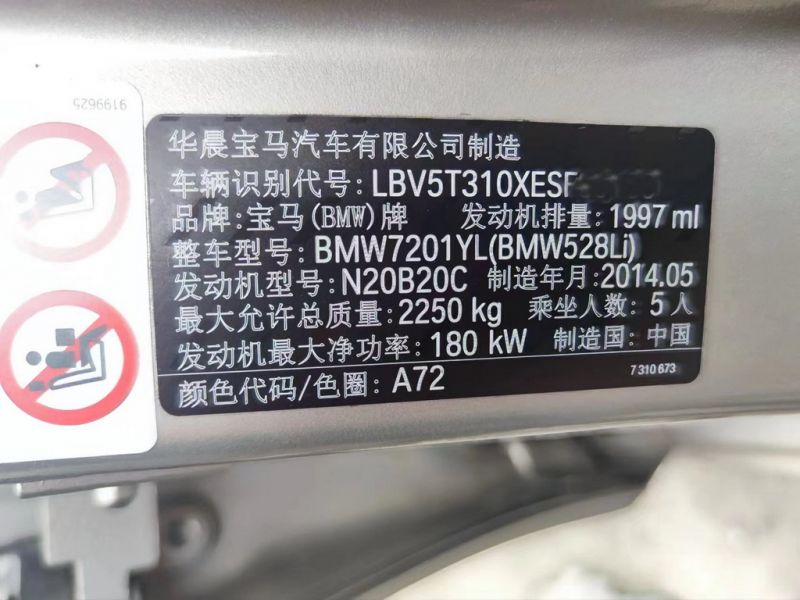 9199625
华晨宝马汽车有限公司制造
车辆识别代号: LBV5T310XESF
品牌: 宝马(BMW)牌 发动机排量: 1997 ml
整车型号: BMW7201YL(BMW528Li)
发动机型号: N20B20C 制造年月: 2014.05
最大允许总质量: 2250 kg 乘坐人数: 5 人
发动机最大净功率: 180 kW 制造国: 中国
颜色代码/色圈: A72
7 310 673